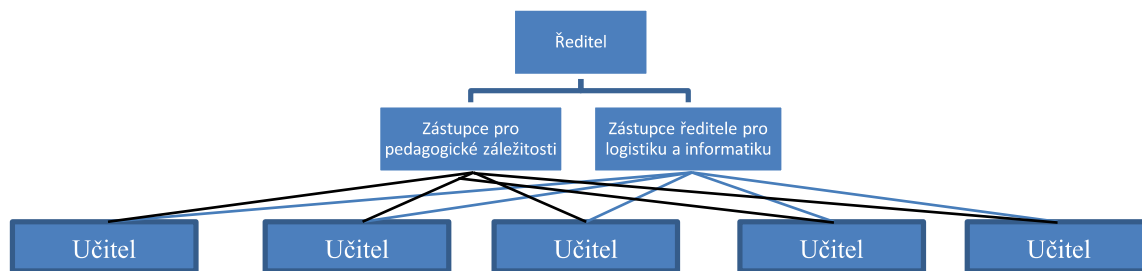 Ředitel
Zástupce pro
pedagogické záležitosti
Zástupce ředitele pro
logistiku a informatiku
Učitel
Učitel
Učitel
Učitel
Učitel